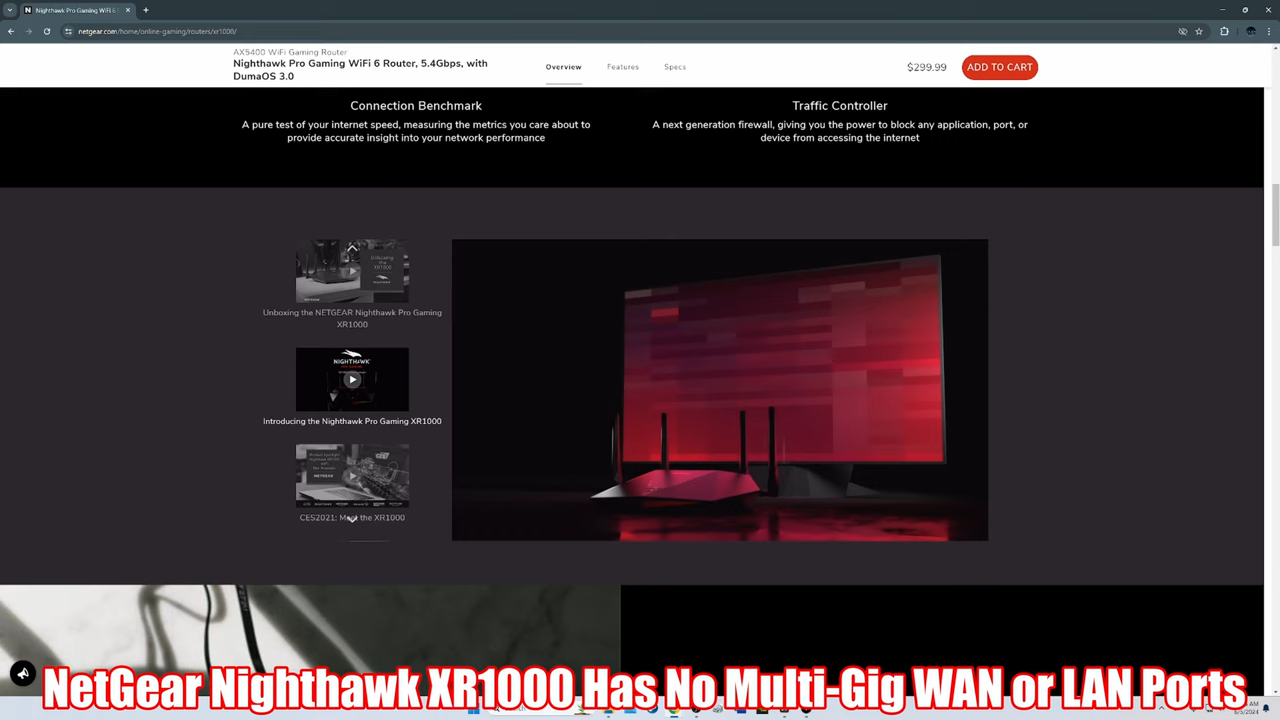 Nighthawk Pro Gaming WiFi 6
netgear.com/home/online-gaming/routers/xr1000/
AX5400 WiFi Gaming Router
Nighthawk Pro Gaming WiFi 6 Router, 5.4Gbps, with
DumaOS 3.0
Overview
Features
Specs
$299.99
ADD TO CART
Connection Benchmark
A pure test of your internet speed, measuring the metrics you care about to
provide accurate insight into your network performance
Traffic Controller
A next generation firewall, giving you the power to block any application, port, or
device from accessing the internet
Unboxing
the
XR1000
Unboxing the NETGEAR Nighthawk Pro Gaming
XR1000
NIGHTHAWK
Introducing the Nighthawk Pro Gaming XR1000
NETGEAR
CES2021: Meet the XR1000
NetGear Nighthawk XR1000 Has No Multi-Gig WAN or LAN Ports